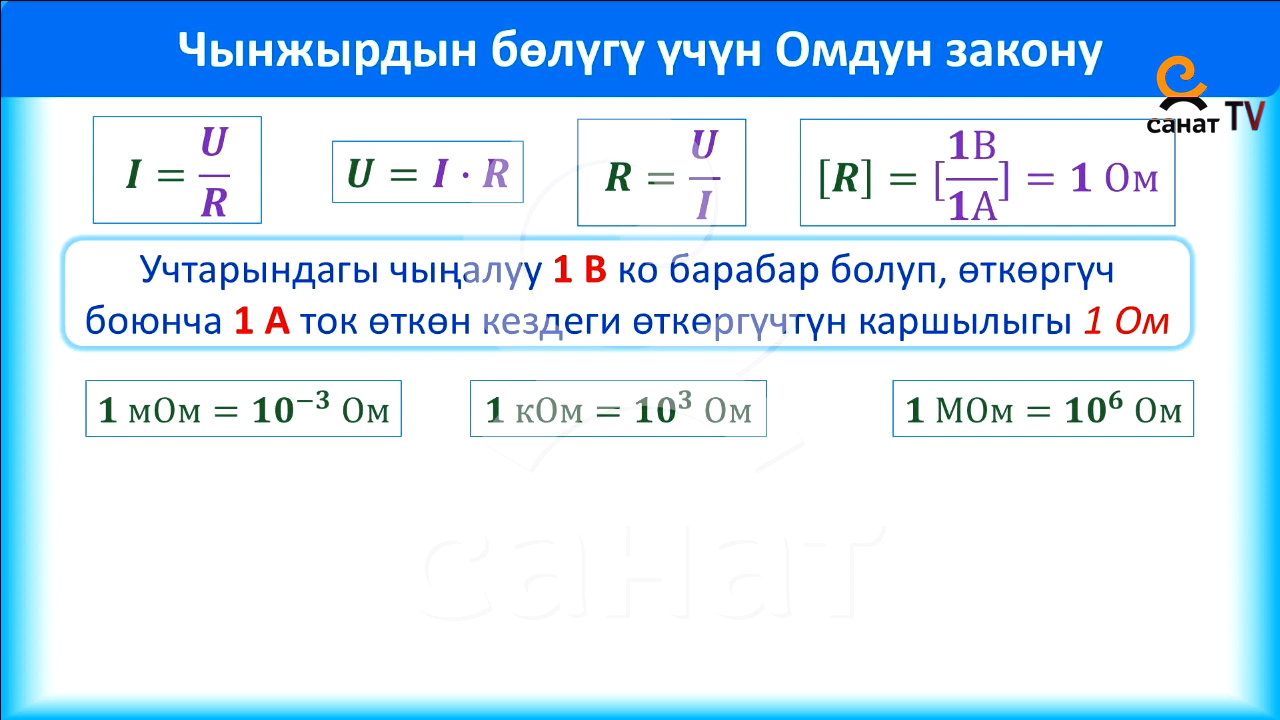 Чынжырдын бөлүгү үчүн Омдун закону
санат TV
I = U/R
U = I · R
R = U/I
[R] = [1В/1А] = 1 Ом
Учтарындагы чыңалуу 1 В ко барабар болуп, өткөргүч
боюнча 1 А ток өткөн кездеги өткөргүчтүн каршылыгы 1 Ом
1 мОм = 10⁻³ Ом
1 кОм = 10³ Ом
1 МОм = 10⁶ Ом
санат